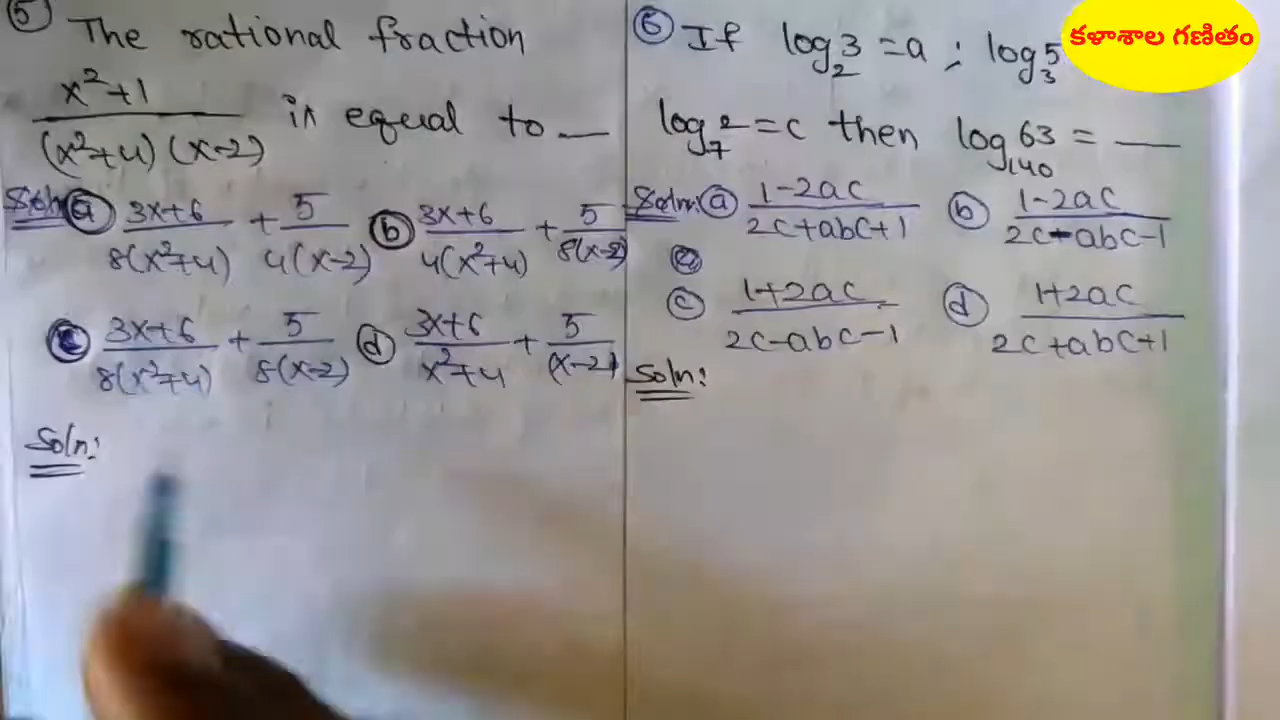 ⑤ The rational fraction
x²+1 / (x²+4)(x-2) is equal to __
Soln: ⓐ 3x+6 / 8(x²+4) + 5 / 4(x-2) ⓑ 3x+6 / 4(x²+4) + 5 / 8(x-2)
ⓒ 3x+6 / 8(x²+4) + 5 / 8(x-2) ⓓ 3x+6 / x²+4 + 5 / (x-2)
Soln:
⑥ If log₂3 = a ; log₃5
log₇2 = c then log₁₄₀63 = __
Soln: ⓐ 1-2ac / 2c+abc+1 ⓑ 1-2ac / 2c-abc-1
ⓒ 1+2ac / 2c-abc-1 ⓓ 1+2ac / 2c+abc+1
Soln:
కళాశాల గణితం